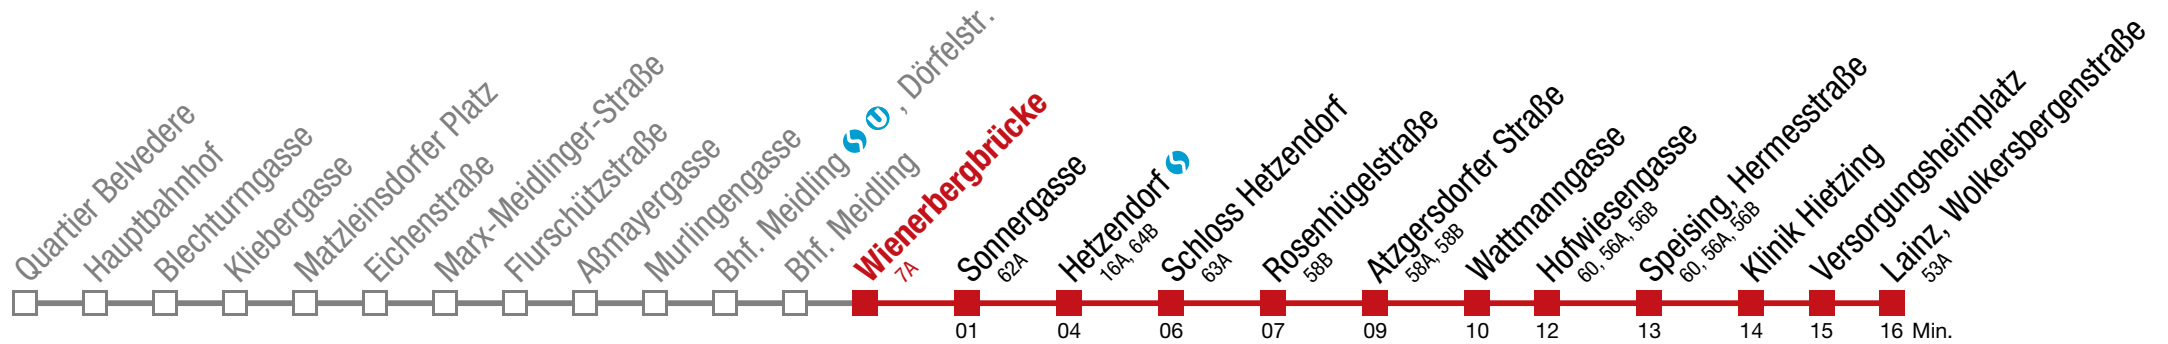 Quartier Belvedere
Hauptbahnhof
Blechturmgasse
Kliebergasse
Matzleinsdorfer Platz
Eichenstraße
Marx-Meidlinger-Straße
Flurschützstraße
Aßmayergasse
Murlingengasse
Bhf. Meidling S U , Dörfelstr.
Bhf. Meidling
Wienerbergbrücke
7A
Sonnergasse
62A
Hetzendorf S
16A, 64B
Schloss Hetzendorf
63A
Rosenhügelstraße
58B
Atzgersdorfer Straße
58A, 58B
Wattmanngasse
Hofwiesengasse
60, 56A, 56B
Speising, Hermesstraße
60, 56A, 56B
Klinik Hietzing
Versorgungsheimplatz
Lainz, Wolkersbergenstraße
53A
01 04 06 07 09 10 12 13 14 15 16 Min.